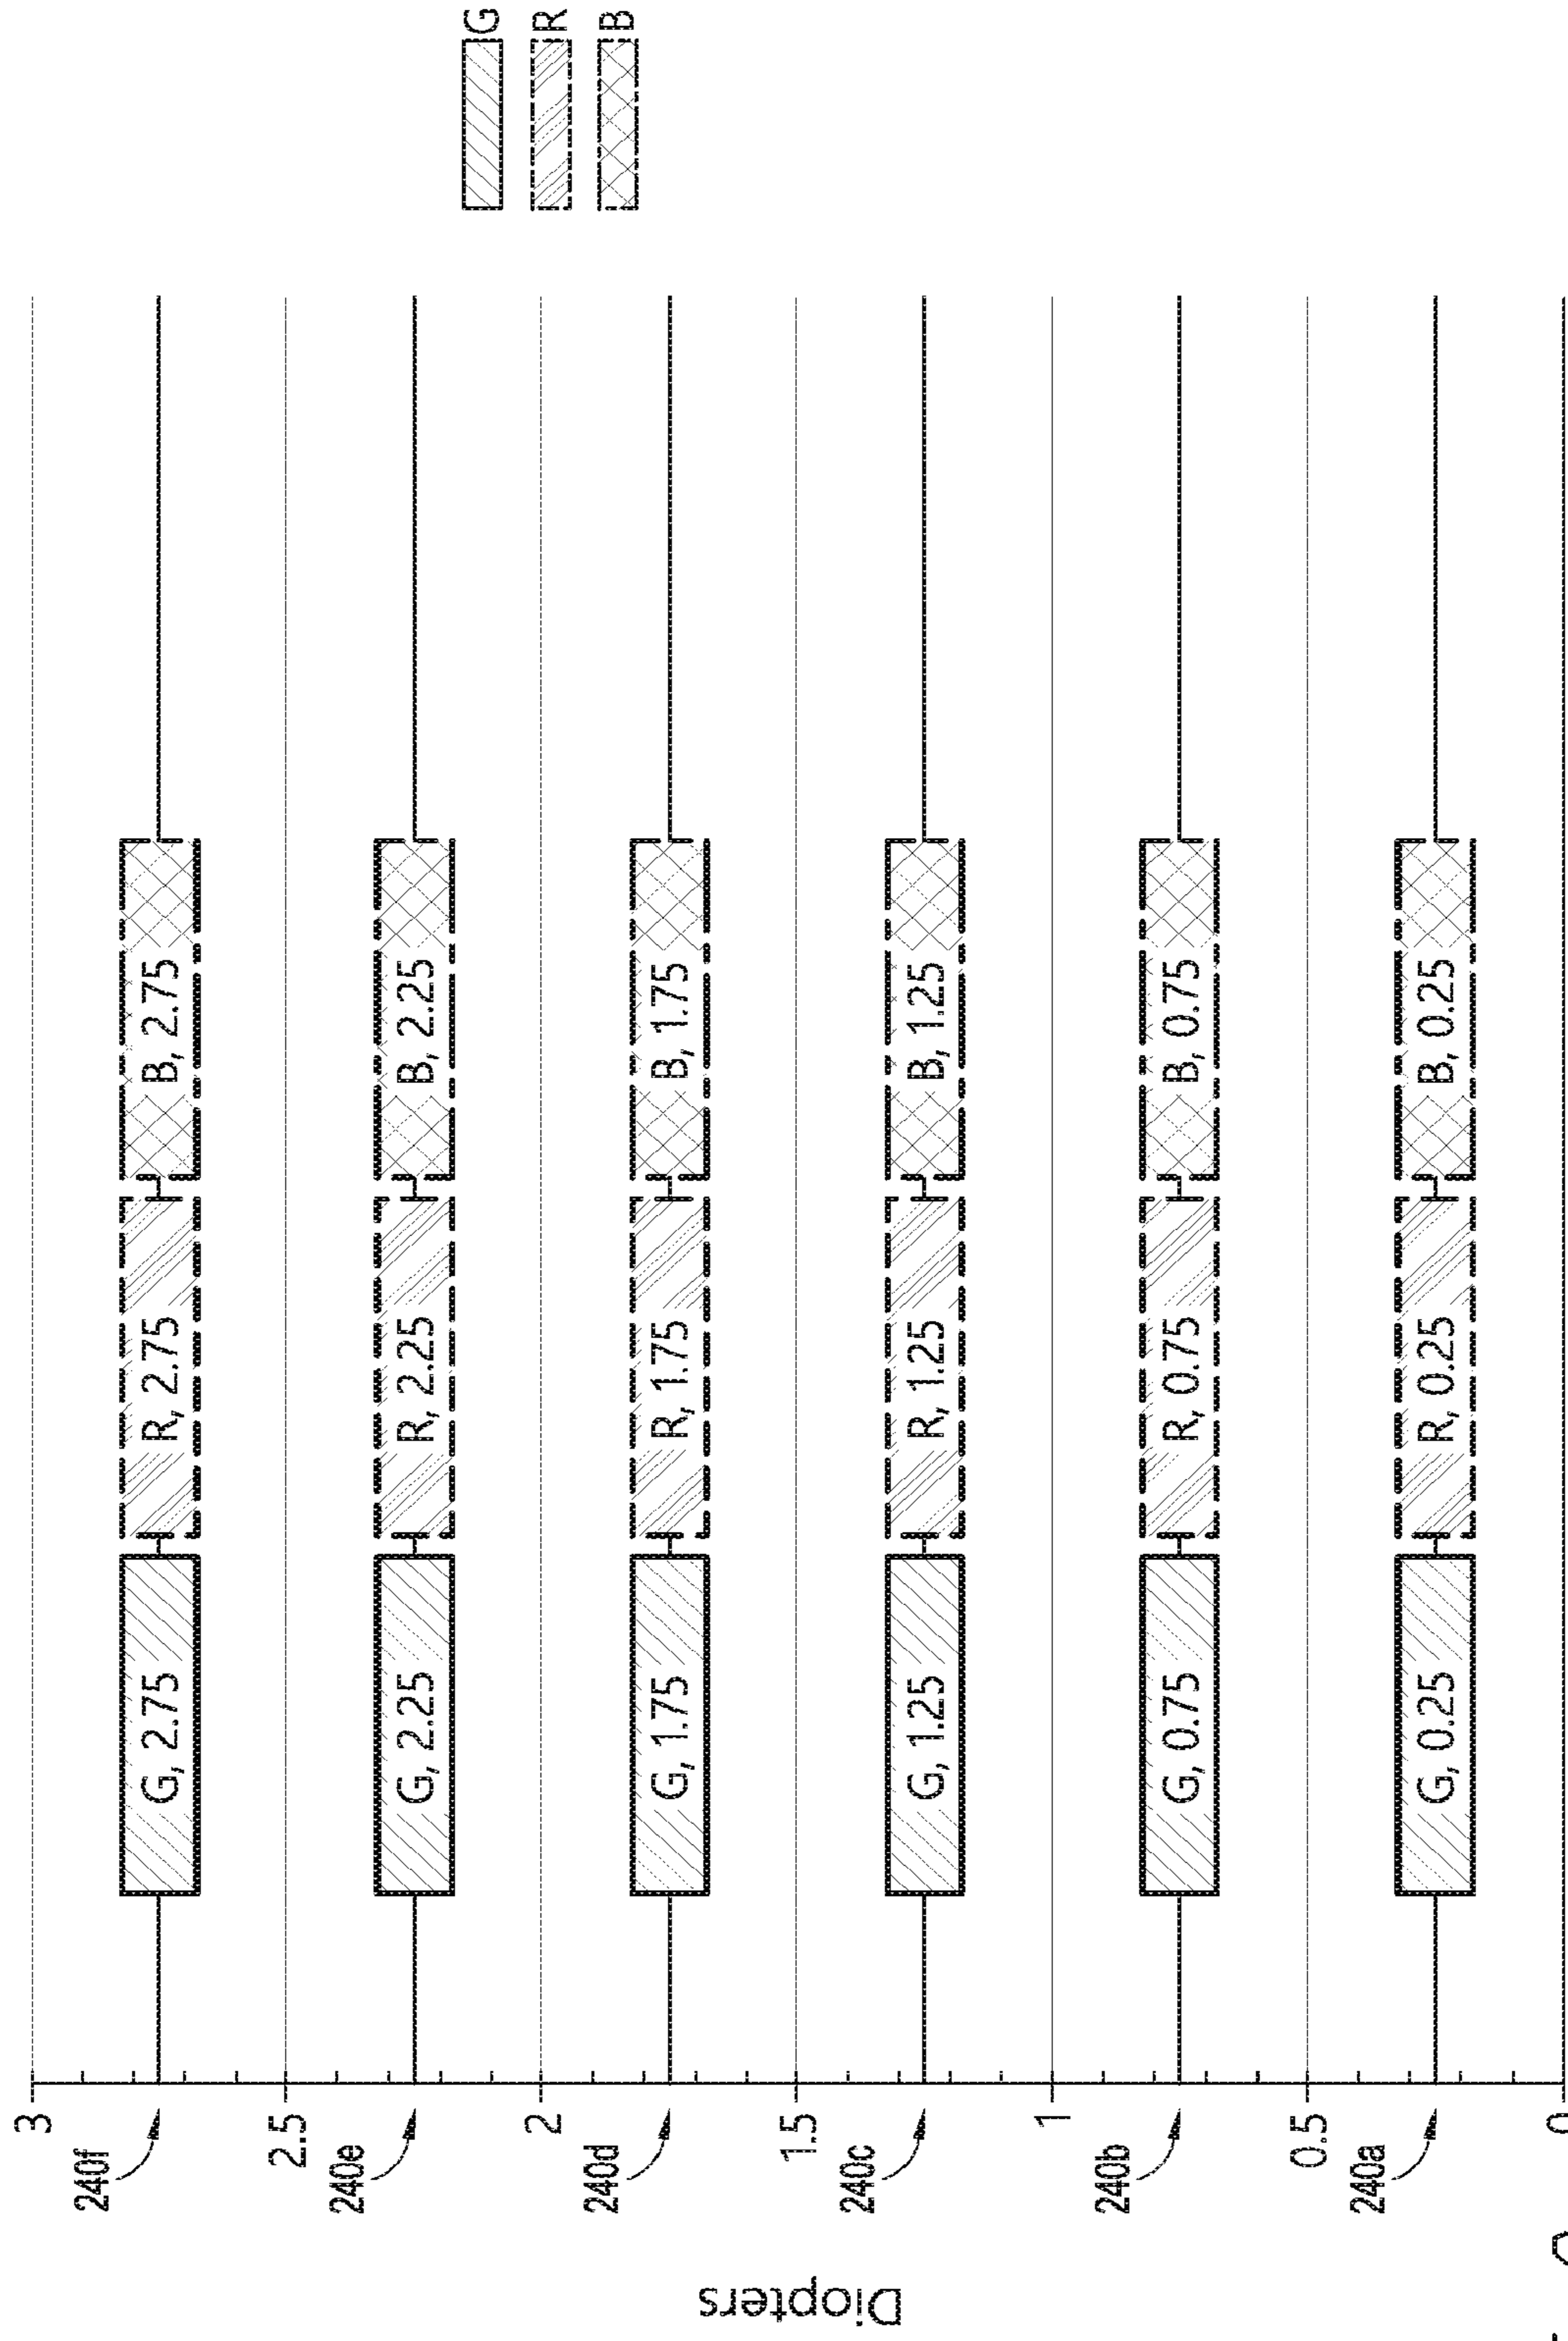 Diopters
3
240f
G, 2.75
R, 2.75
B, 2.75
2.5
240e
G, 2.25
R, 2.25
B, 2.25
2
240d
G, 1.75
R, 1.75
B, 1.75
1.5
240c
G, 1.25
R, 1.25
B, 1.25
1
240b
G, 0.75
R, 0.75
B, 0.75
0.5
240a
G, 0.25
R, 0.25
B, 0.25
0
G
R
B